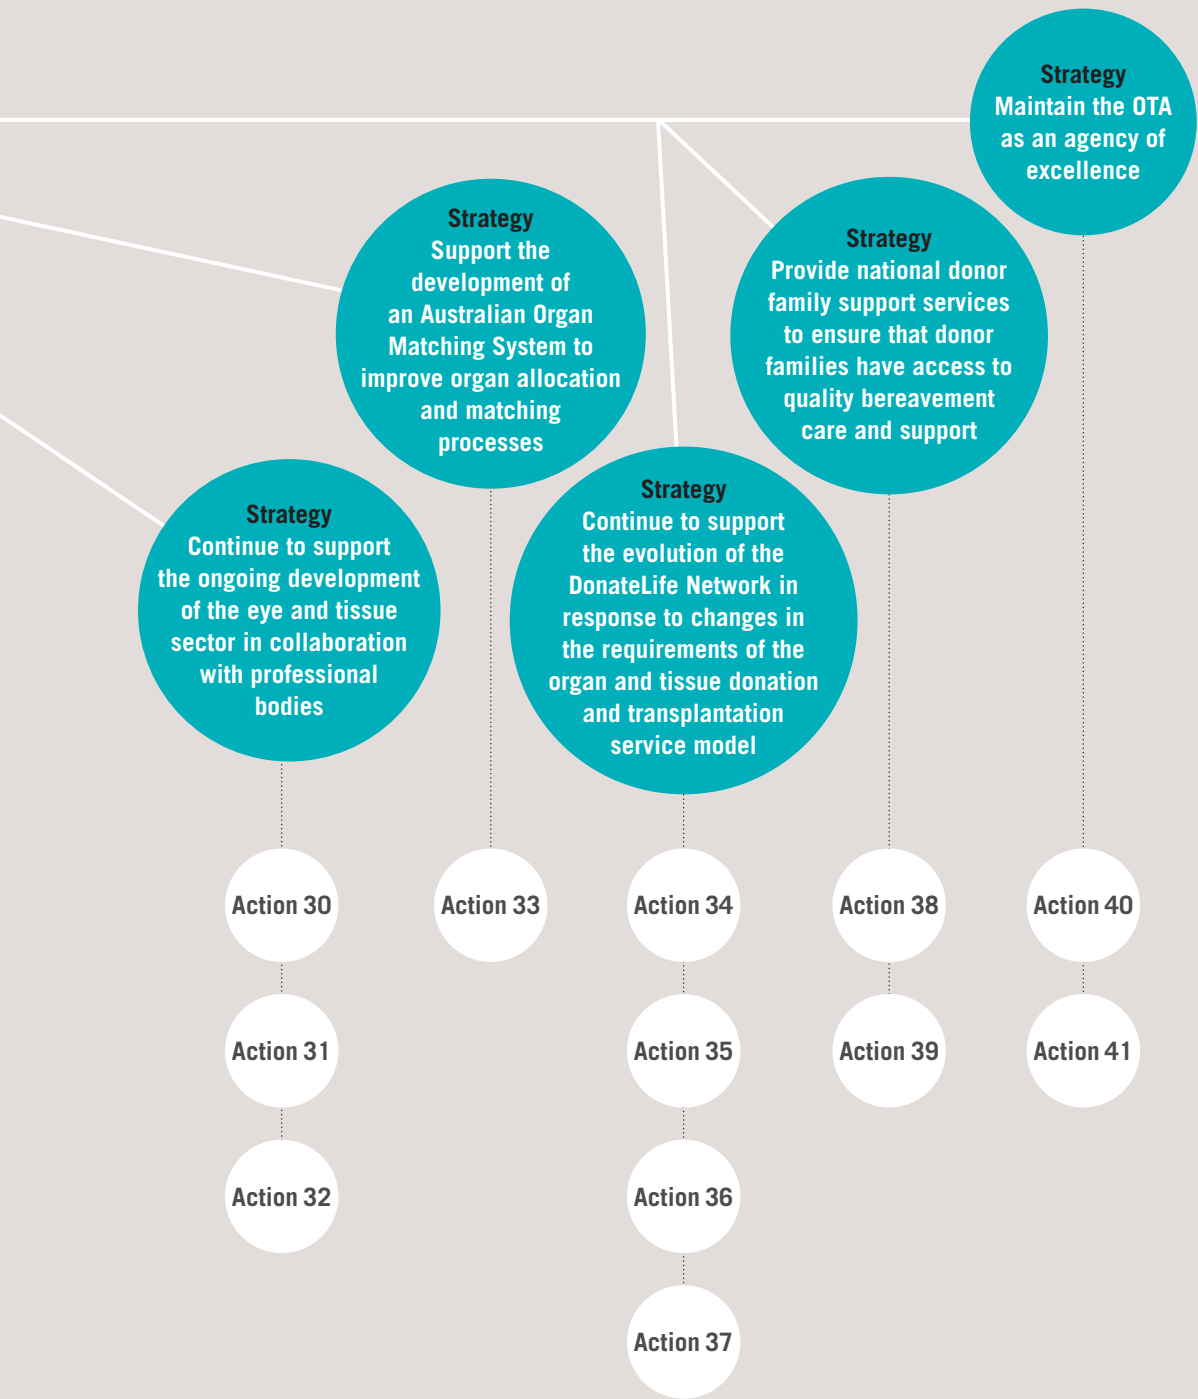 Strategy
Maintain the OTA
as an agency of
excellence
Strategy
Support the
development of
an Australian Organ
Matching System to
improve organ allocation
and matching
processes
Strategy
Provide national donor
family support services
to ensure that donor
families have access to
quality bereavement
care and support
Strategy
Continue to support
the ongoing development
of the eye and tissue
sector in collaboration
with professional
bodies
Strategy
Continue to support
the evolution of the
DonateLife Network in
response to changes in
the requirements of the
organ and tissue donation
and transplantation
service model
Action 30
Action 33
Action 34
Action 38
Action 40
Action 31
Action 35
Action 39
Action 41
Action 32
Action 36
Action 37